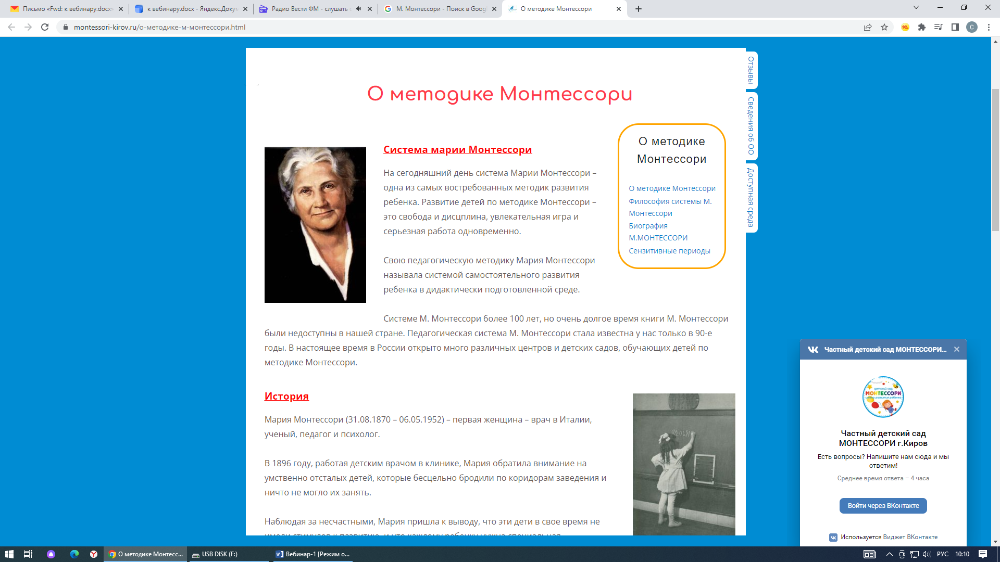 Письмо «Fwd: к вебинару.docx»
к вебинару.docx - Яндекс.Доку
Радио Вести ФМ - слушать
М. Монтессори - Поиск в Goog
О методике Монтессори
montessori-kirov.ru/о-методике-м-монтессори.html
С
Отзывы
Сведения об ОО
Доступная среда
О методике Монтессори
О методике
Монтессори
О методике Монтессори
Философия системы М.
Монтессори
Биография
М.МОНТЕССОРИ
Сензитивные периоды
Система марии Монтессори
На сегодняшний день система Марии Монтессори –
одна из самых востребованных методик развития
ребенка. Развитие детей по методике Монтессори –
это свобода и дисцплина, увлекательная игра и
серьезная работа одновременно.
Свою педагогическую методику Мария Монтессори
называла системой самостоятельного развития
ребенка в дидактически подготовленной среде.
Системе М. Монтессори более 100 лет, но очень долгое время книги М. Монтессори
были недоступны в нашей стране. Педагогическая система М. Монтессори стала известна у нас только в 90-е
годы. В настоящее время в России открыто много различных центров и детских садов, обучающих детей по
методике Монтессори.
История
Мария Монтессори (31.08.1870 – 06.05.1952) – первая женщина – врач в Италии,
ученый, педагог и психолог.
В 1896 году, работая детским врачом в клинике, Мария обратила внимание на
умственно отсталых детей, которые бесцельно бродили по коридорам заведения и
ничто не могло их занять.
Наблюдая за несчастными, Мария пришла к выводу, что эти дети в свое время не
имели стимулов к развитию, и что каждому ребенку нужна специальная
Частный детский сад МОНТЕССОРИ...
детский сад
МОНТЕССОРИ
центр развития ребенка
Частный детский сад
МОНТЕССОРИ г.Киров
Есть вопросы? Напишите нам сюда и мы
ответим!
Среднее время ответа – 4 часа
Войти через ВКонтакте
Используется Виджет ВКонтакте
О методике Монтесс...
USB DISK (F:)
Вебинар-1 [Режим о...
РУС
10:10